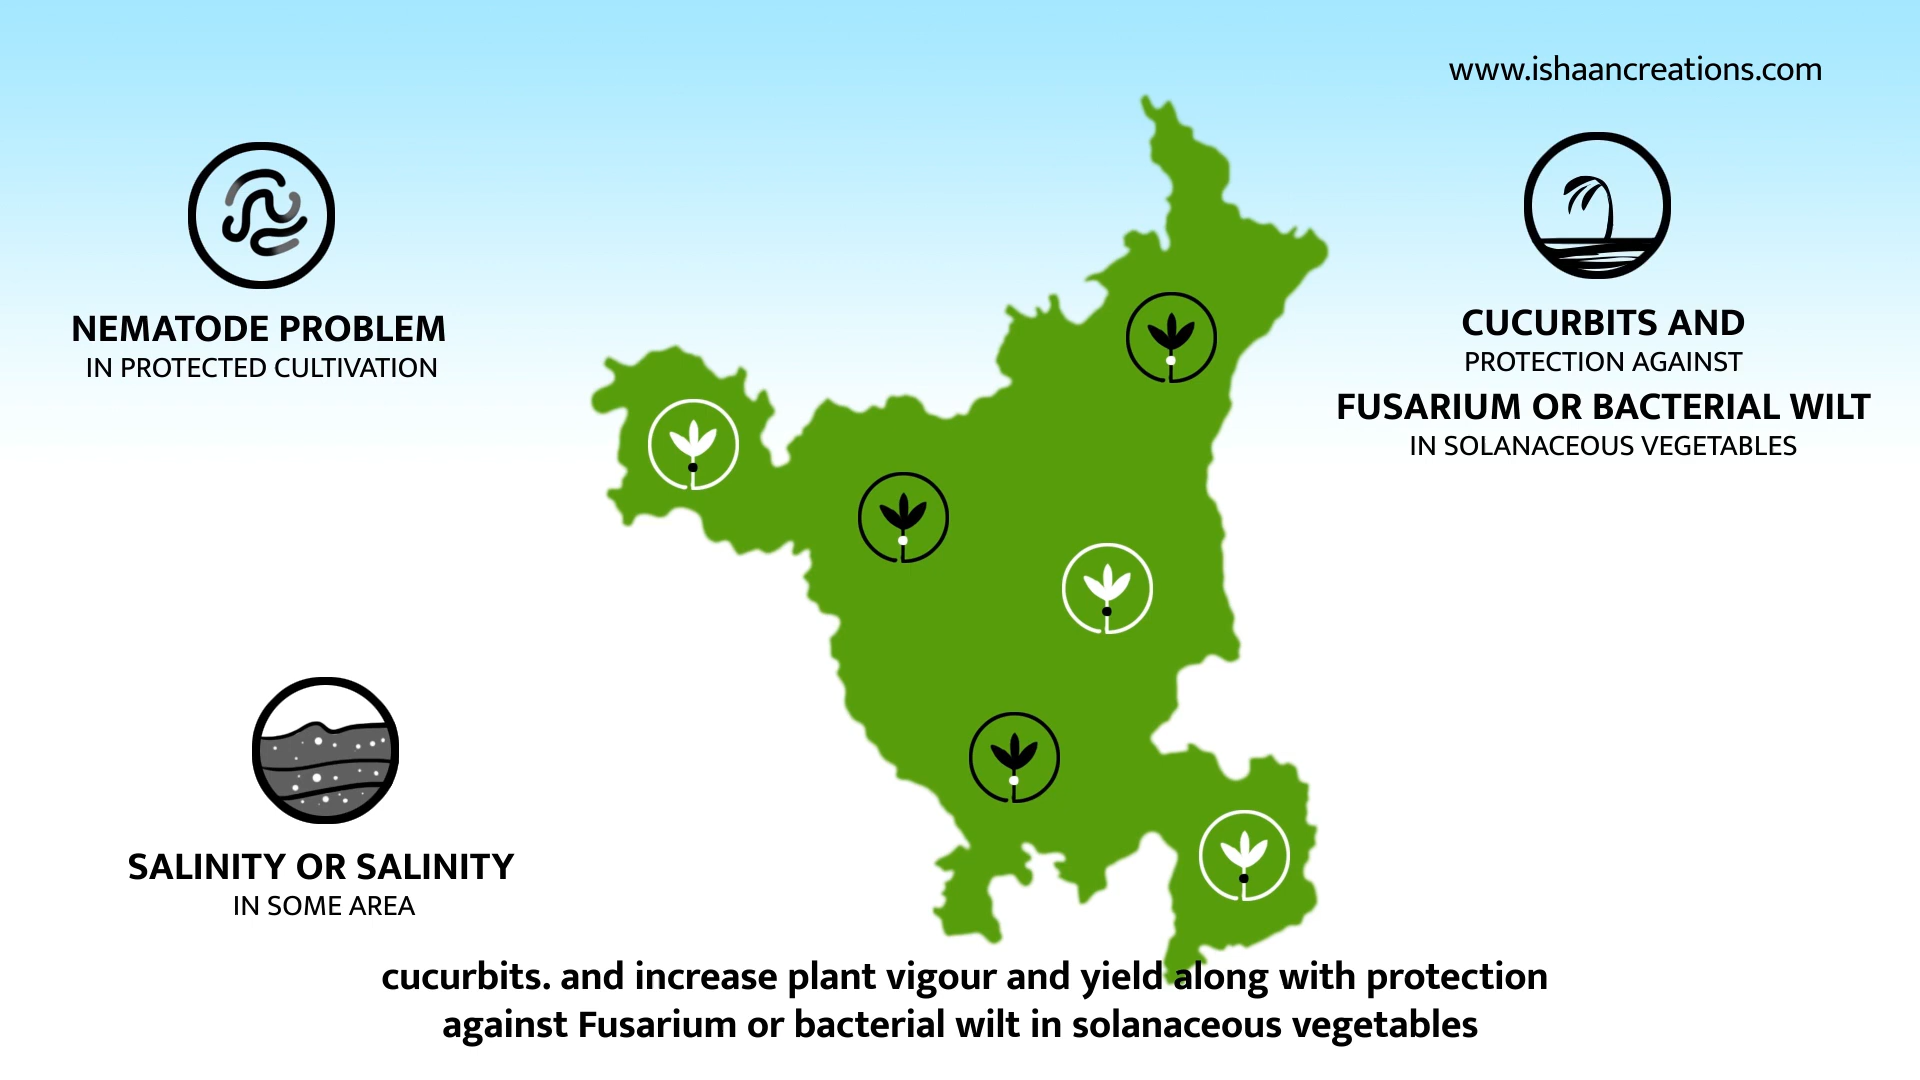 www.ishaancreations.com
NEMATODE PROBLEM
IN PROTECTED CULTIVATION
CUCURBITS AND
PROTECTION AGAINST
FUSARIUM OR BACTERIAL WILT
IN SOLANACEOUS VEGETABLES
SALINITY OR SALINITY
IN SOME AREA
cucurbits. and increase plant vigour and yield along with protection
against Fusarium or bacterial wilt in solanaceous vegetables